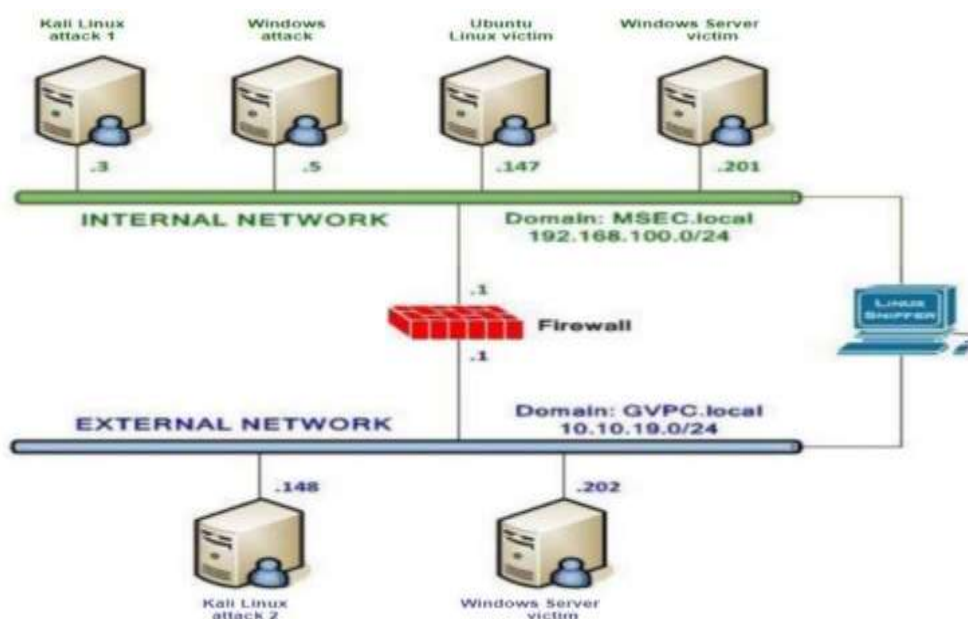 Kali Linux
attack 1
Windows
attack
Ubuntu
Linux victim
Windows Server
victim
.3
.5
.147
.201
INTERNAL NETWORK
Domain: MSEC.local
192.168.100.0/24
.1
Firewall
.1
LINUX
SNIFFER
EXTERNAL NETWORK
Domain: GVPC.local
10.10.19.0/24
.148
.202
Kali Linux
attack 2
Windows Server
victim